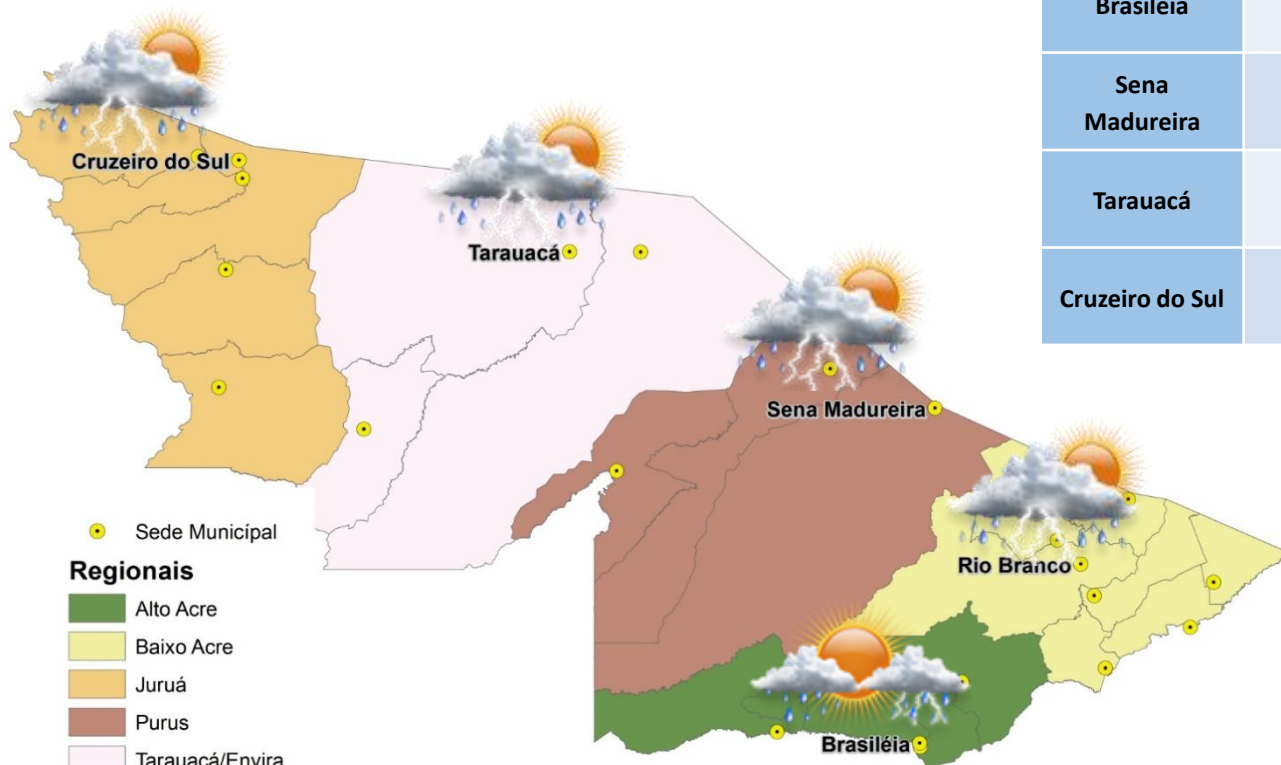 Brasiléia
Sena
Madureira
Tarauacá
Cruzeiro do Sul
Cruzeiro do Sul
Tarauacá
Sena Madureira
Rio Branco
Brasiléia
Sede Municípal
Regionais
Alto Acre
Baixo Acre
Juruá
Purus
Tarauacá/Envira